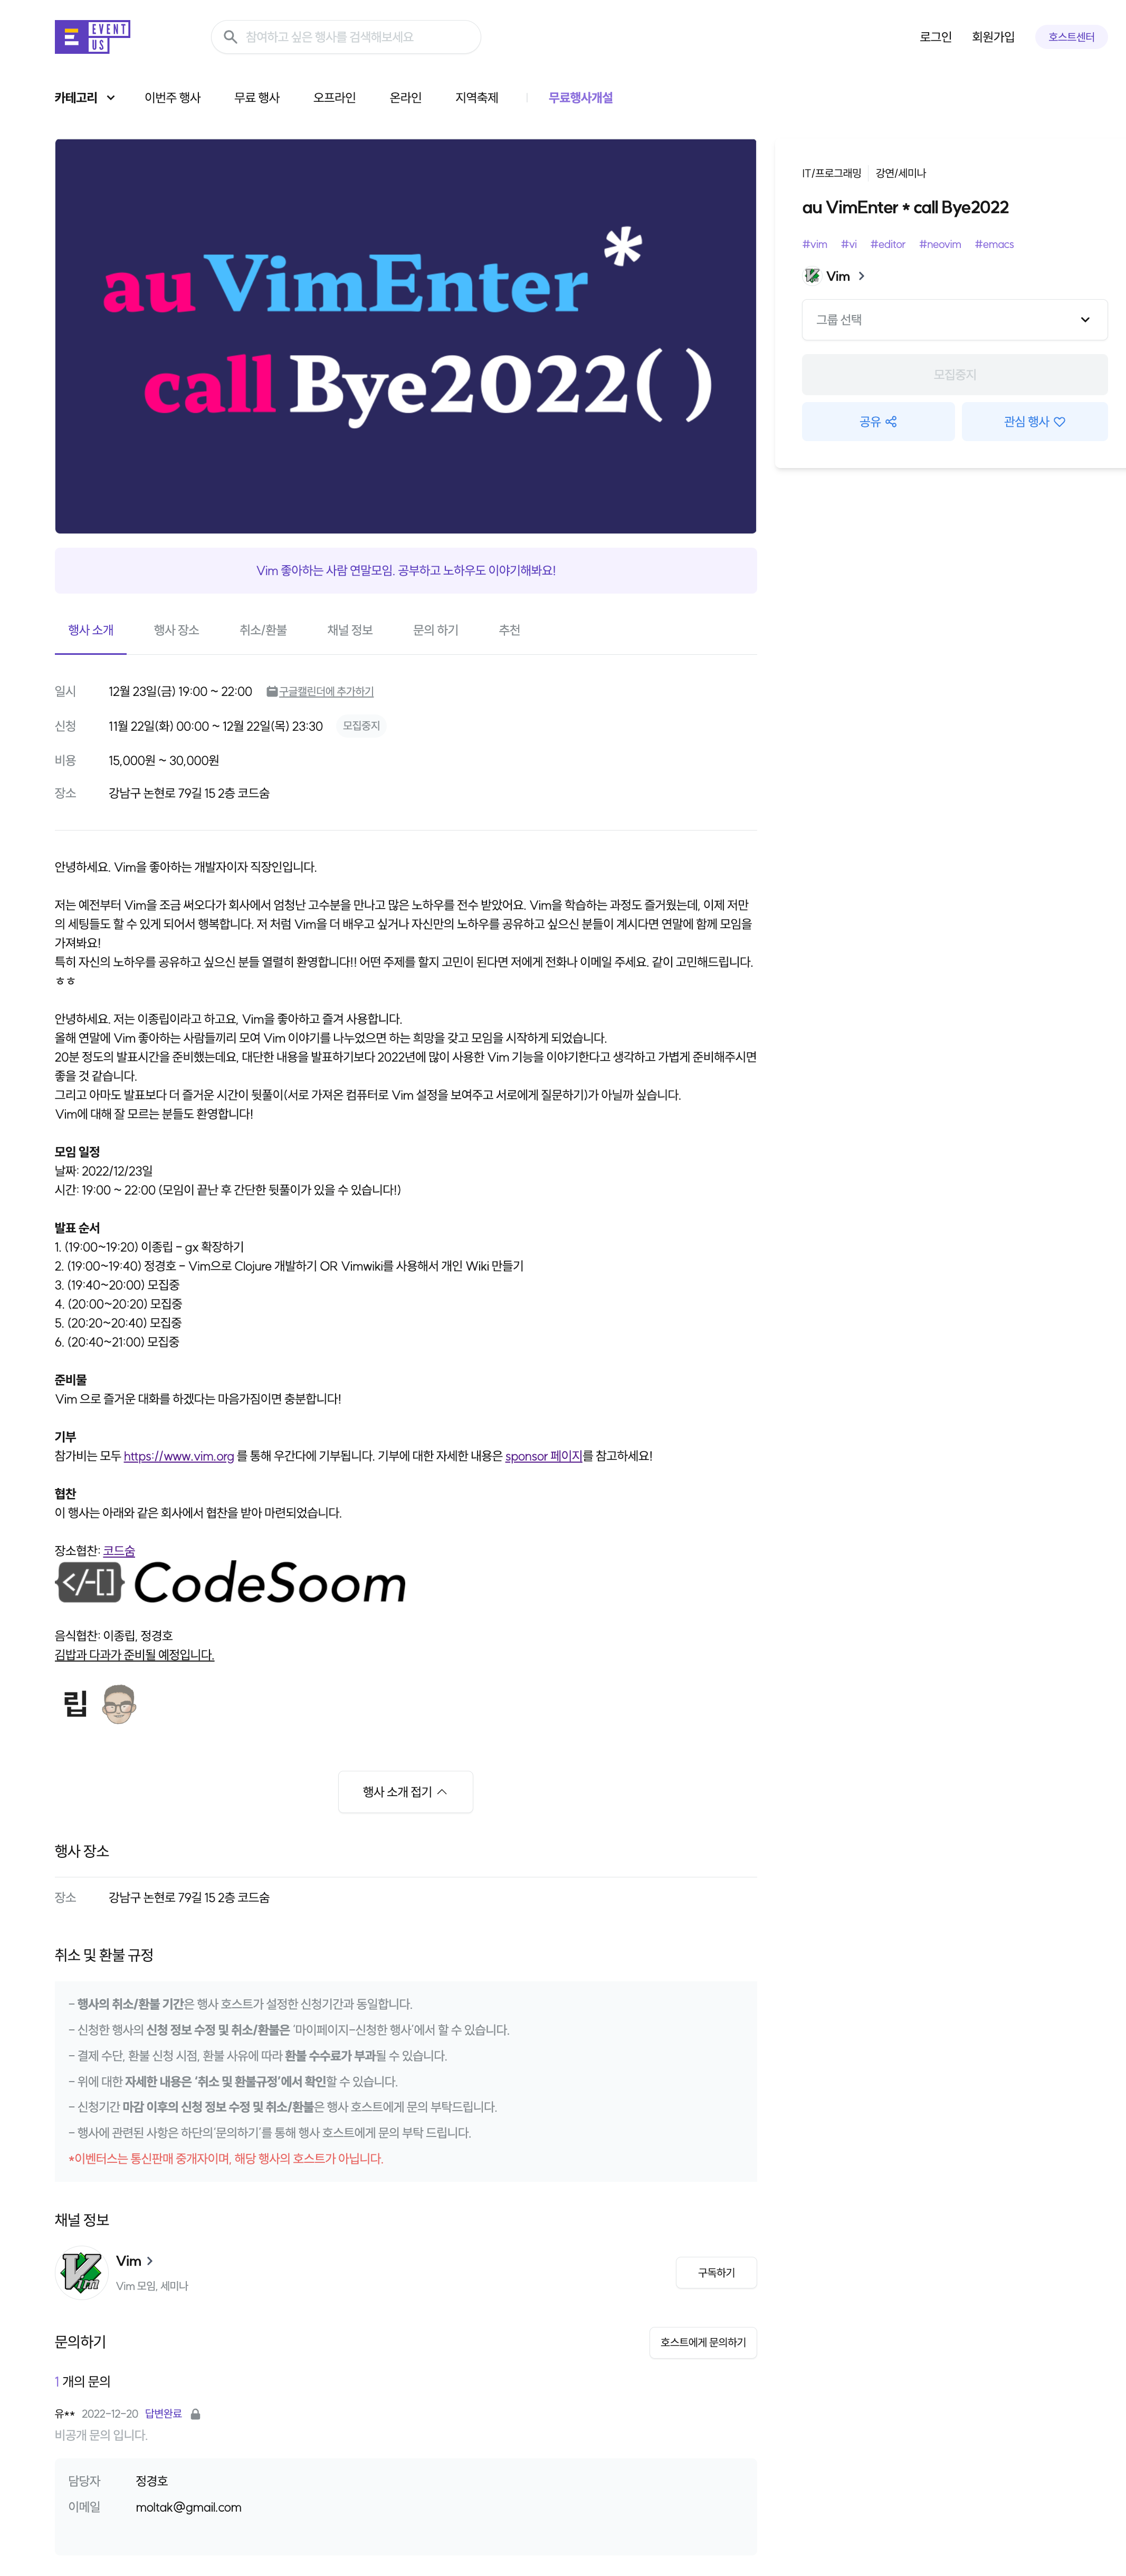 EVENT
US
참여하고 싶은 행사를 검색해보세요
로그인 회원가입 호스트센터
카테고리 이번주 행사 무료 행사 오프라인 온라인 지역축제 무료행사개설
au VimEnter *
call Bye2022( )
IT/프로그래밍 강연/세미나
au VimEnter * call Bye2022
#vim #vi #editor #neovim #emacs
Vim
그룹 선택
모집중지
공유 관심 행사
Vim 좋아하는 사람 연말모임. 공부하고 노하우도 이야기해봐요!
행사 소개 행사 장소 취소/환불 채널 정보 문의 하기 추천
일시 12월 23일(금) 19:00 ~ 22:00 구글캘린더에 추가하기
신청 11월 22일(화) 00:00 ~ 12월 22일(목) 23:30 모집중지
비용 15,000원 ~ 30,000원
장소 강남구 논현로 79길 15 2층 코드숨
안녕하세요. Vim을 좋아하는 개발자이자 직장인입니다.
저는 예전부터 Vim을 조금 써오다가 회사에서 엄청난 고수분을 만나고 많은 노하우를 전수 받았어요. Vim을 학습하는 과정도 즐거웠는데, 이제 저만
의 세팅들도 할 수 있게 되어서 행복합니다. 저 처럼 Vim을 더 배우고 싶거나 자신만의 노하우를 공유하고 싶으신 분들이 계시다면 연말에 함께 모임을
가져봐요!
특히 자신의 노하우를 공유하고 싶으신 분들 열렬히 환영합니다!! 어떤 주제를 할지 고민이 된다면 저에게 전화나 이메일 주세요. 같이 고민해드립니다.
ㅎㅎ
안녕하세요. 저는 이종립이라고 하고요, Vim을 좋아하고 즐겨 사용합니다.
올해 연말에 Vim 좋아하는 사람들끼리 모여 Vim 이야기를 나누었으면 하는 희망을 갖고 모임을 시작하게 되었습니다.
20분 정도의 발표시간을 준비했는데요, 대단한 내용을 발표하기보다 2022년에 많이 사용한 Vim 기능을 이야기한다고 생각하고 가볍게 준비해주시면
좋을 것 같습니다.
그리고 아마도 발표보다 더 즐거운 시간이 뒷풀이(서로 가져온 컴퓨터로 Vim 설정을 보여주고 서로에게 질문하기)가 아닐까 싶습니다.
Vim에 대해 잘 모르는 분들도 환영합니다!
모임 일정
날짜: 2022/12/23일
시간: 19:00 ~ 22:00 (모임이 끝난 후 간단한 뒷풀이가 있을 수 있습니다!)
발표 순서
1. (19:00~19:20) 이종립 - gx 확장하기
2. (19:00~19:40) 정경호 - Vim으로 Clojure 개발하기 OR Vimwiki를 사용해서 개인 Wiki 만들기
3. (19:40~20:00) 모집중
4. (20:00~20:20) 모집중
5. (20:20~20:40) 모집중
6. (20:40~21:00) 모집중
준비물
Vim 으로 즐거운 대화를 하겠다는 마음가짐이면 충분합니다!
기부
참가비는 모두 https://www.vim.org 를 통해 우간다에 기부됩니다. 기부에 대한 자세한 내용은 sponsor 페이지를 참고하세요!
협찬
이 행사는 아래와 같은 회사에서 협찬을 받아 마련되었습니다.
장소협찬: 코드숨
</-[] CodeSoom
음식협찬: 이종립, 정경호
김밥과 다과가 준비될 예정입니다.
립
행사 소개 접기
행사 장소
장소 강남구 논현로 79길 15 2층 코드숨
취소 및 환불 규정
- 행사의 취소/환불 기간은 행사 호스트가 설정한 신청기간과 동일합니다.
- 신청한 행사의 신청 정보 수정 및 취소/환불은 '마이페이지-신청한 행사'에서 할 수 있습니다.
- 결제 수단, 환불 신청 시점, 환불 사유에 따라 환불 수수료가 부과될 수 있습니다.
- 위에 대한 자세한 내용은 '취소 및 환불규정'에서 확인할 수 있습니다.
- 신청기간 마감 이후의 신청 정보 수정 및 취소/환불은 행사 호스트에게 문의 부탁드립니다.
- 행사에 관련된 사항은 하단의'문의하기'를 통해 행사 호스트에게 문의 부탁 드립니다.
*이벤터스는 통신판매 중개자이며, 해당 행사의 호스트가 아닙니다.
채널 정보
Vim
Vim 모임, 세미나
구독하기
문의하기 호스트에게 문의하기
1 개의 문의
유** 2022-12-20 답변완료
비공개 문의 입니다.
담당자 정경호
이메일 moltak@gmail.com